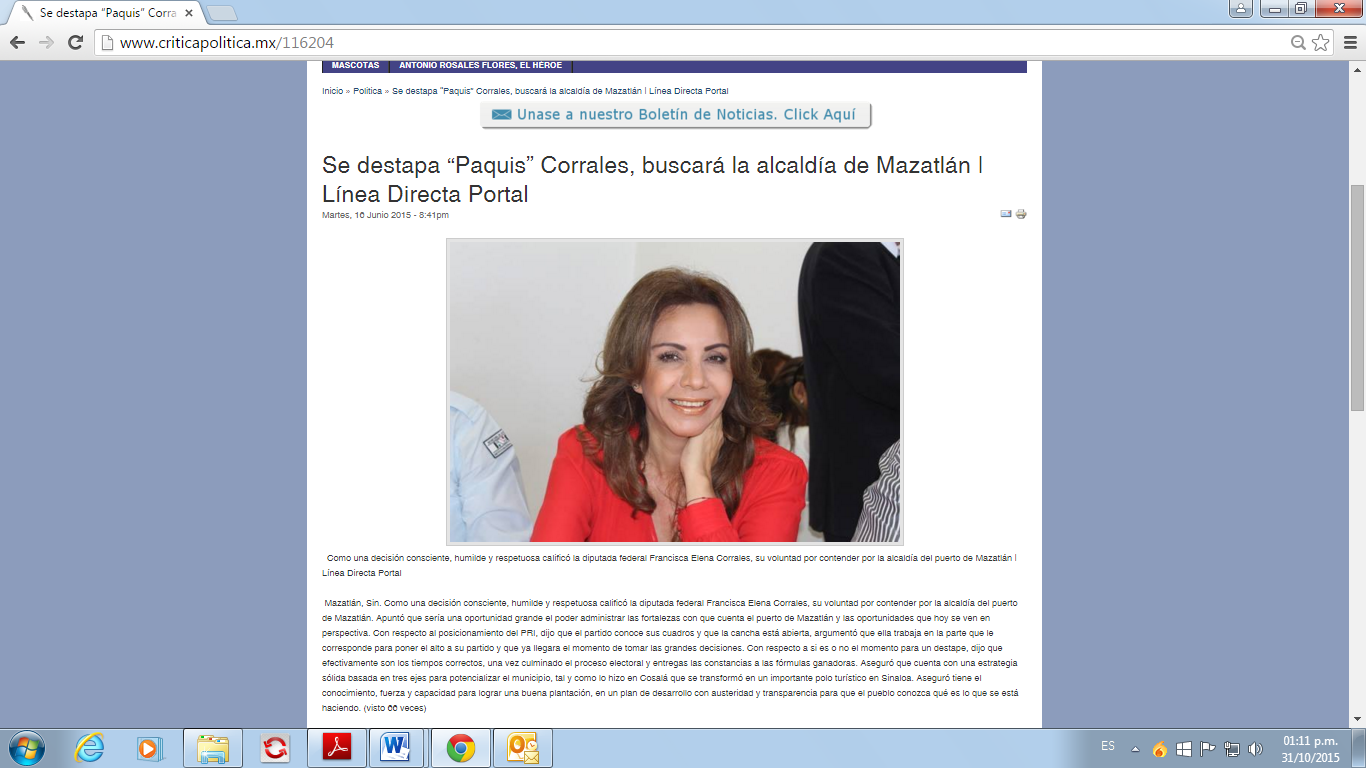 Se destapa “Paquis” Corra
www.criticapolitica.mx/116204
MASCOTAS ANTONIO ROSALES FLORES, EL HÉROE
Inicio » Política » Se destapa “Paquis” Corrales, buscará la alcaldía de Mazatlán | Línea Directa Portal
Unase a nuestro Boletín de Noticias. Click Aquí
Se destapa “Paquis” Corrales, buscará la alcaldía de Mazatlán |
Línea Directa Portal
Martes, 16 Junio 2015 - 8:41pm
Como una decisión consciente, humilde y respetuosa calificó la diputada federal Francisca Elena Corrales, su voluntad por contender por la alcaldía del puerto de Mazatlán |
Línea Directa Portal
Mazatlán, Sin. Como una decisión consciente, humilde y respetuosa calificó la diputada federal Francisca Elena Corrales, su voluntad por contender por la alcaldía del puerto
de Mazatlán. Apuntó que sería una oportunidad grande el poder administrar las fortalezas con que cuenta el puerto de Mazatlán y las oportunidades que hoy se ven en
perspectiva. Con respecto al posicionamiento del PRI, dijo que el partido conoce sus cuadros y que la cancha está abierta, argumentó que ella trabaja en la parte que le
corresponde para poner el alto a su partido y que ya llegara el momento de tomar las grandes decisiones. Con respecto a si es o no el momento para un destape, dijo que
efectivamente son los tiempos correctos, una vez culminado el proceso electoral y entregas las constancias a las fórmulas ganadoras. Aseguró que cuenta con una estrategia
sólida basada en tres ejes para potencializar el municipio, tal y como lo hizo en Cosalá que se transformó en un importante polo turístico en Sinaloa. Aseguró tiene el
conocimiento, fuerza y capacidad para lograr una buena plantación, en un plan de desarrollo con austeridad y transparencia para que el pueblo conozca qué es lo que se está
haciendo. (visto 66 veces)
ES
01:11 p.m.
31/10/2015